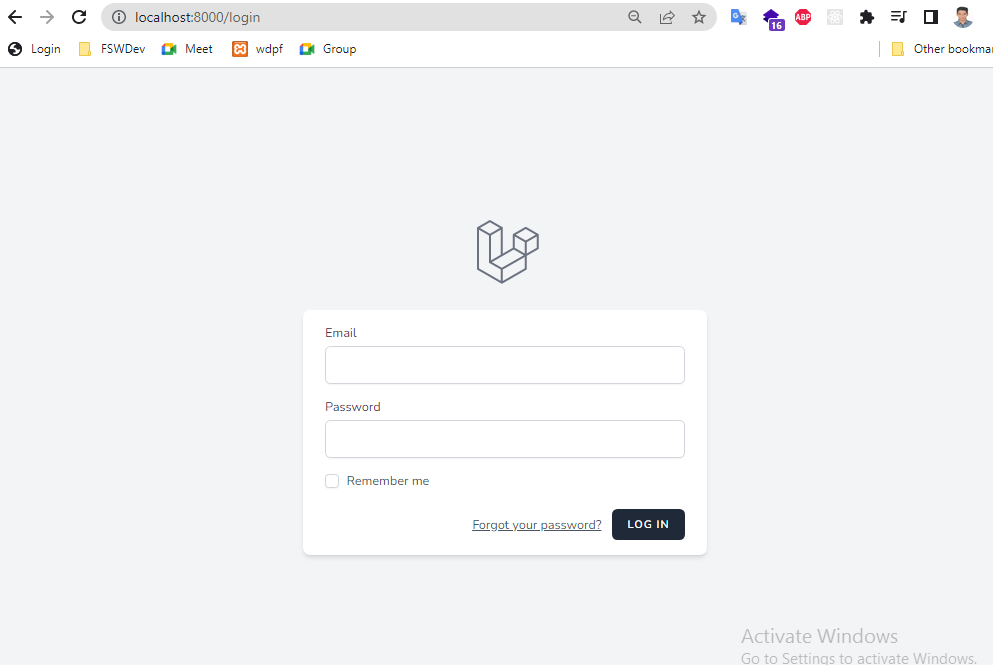 localhost:8000/login
16
ABP
Login FSWDev Meet wdpf Group Other bookmar
Email
Password
Remember me
Forgot your password? LOG IN
Activate Windows
Go to Settings to activate Windows.